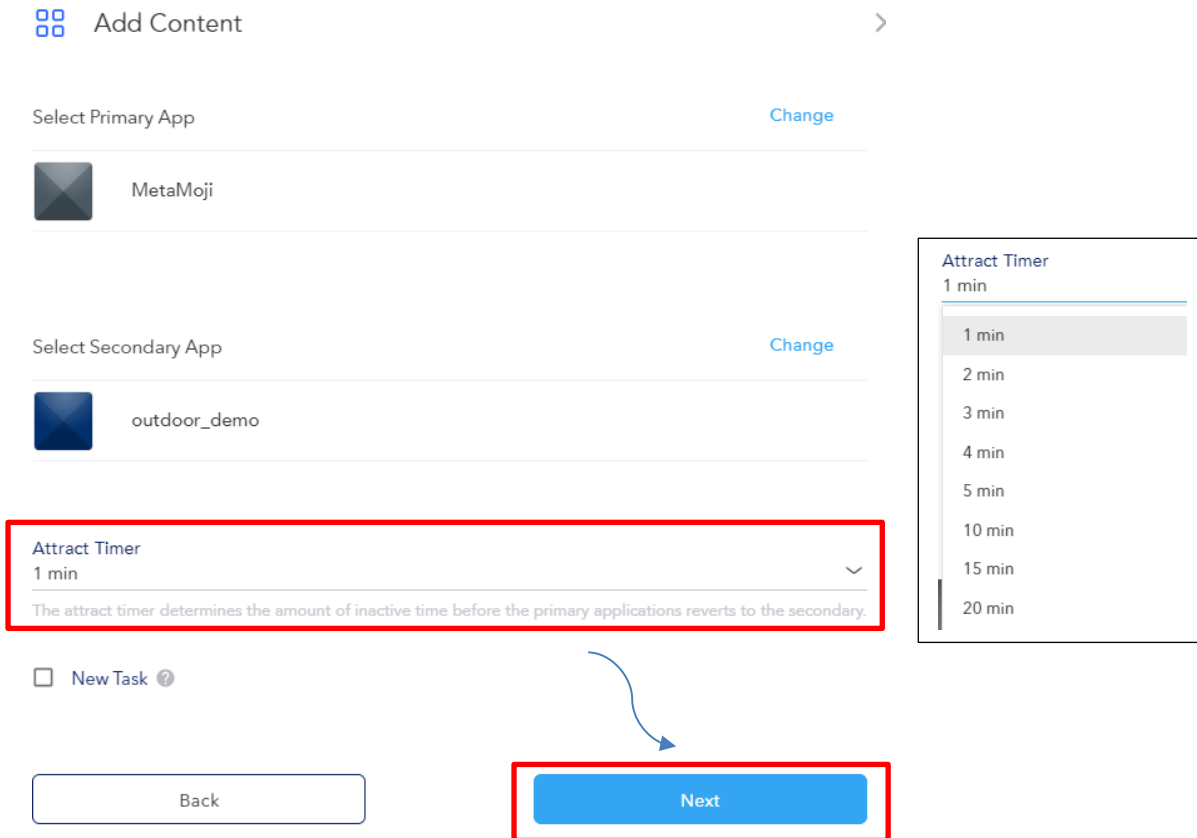 Add Content
Select Primary App
Change
MetaMoji
Select Secondary App
Change
outdoor_demo
Attract Timer
1 min
The attract timer determines the amount of inactive time before the primary applications reverts to the secondary.
New Task
Back
Next
Attract Timer
1 min
1 min
2 min
3 min
4 min
5 min
10 min
15 min
20 min